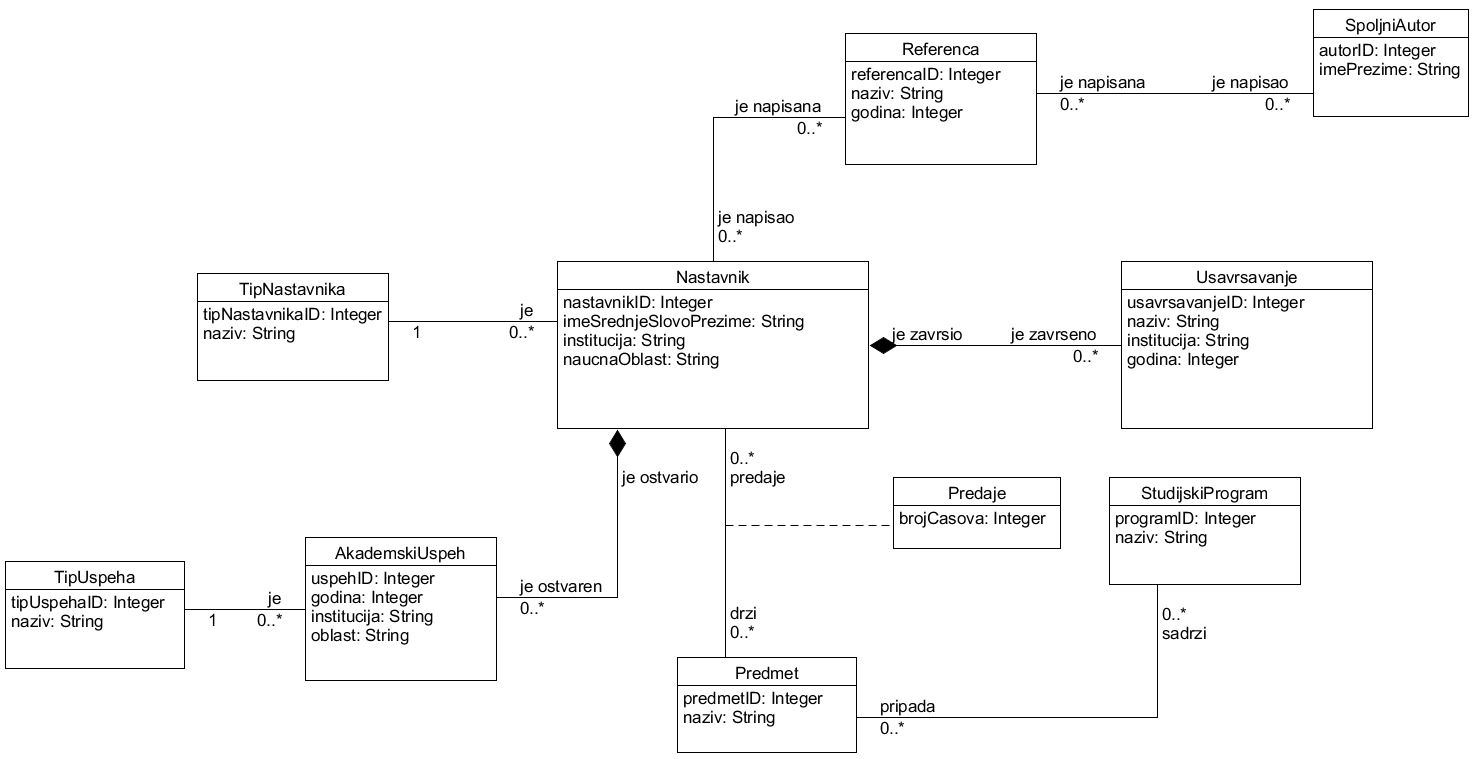 SpoljniAutor
autorID: Integer
imePrezime: String
Referenca
referencaID: Integer
naziv: String
godina: Integer
je napisana
0..*
je napisao
0..*
je napisana
0..*
je napisao
0..*
TipNastavnika
tipNastavnikaID: Integer
naziv: String
1
je
0..*
Nastavnik
nastavnikID: Integer
imeSrednjeSlovoPrezime: String
institucija: String
naucnaOblast: String
je zavrsio
je zavrseno
0..*
Usavrsavanje
usavrsavanjeID: Integer
naziv: String
institucija: String
godina: Integer
je ostvario
0..*
predaje
Predaje
brojCasova: Integer
StudijskiProgram
programID: Integer
naziv: String
TipUspeha
tipUspehaID: Integer
naziv: String
1
je
0..*
AkademskiUspeh
uspehID: Integer
godina: Integer
institucija: String
oblast: String
je ostvaren
0..*
drzi
0..*
0..*
sadrzi
Predmet
predmetID: Integer
naziv: String
pripada
0..*